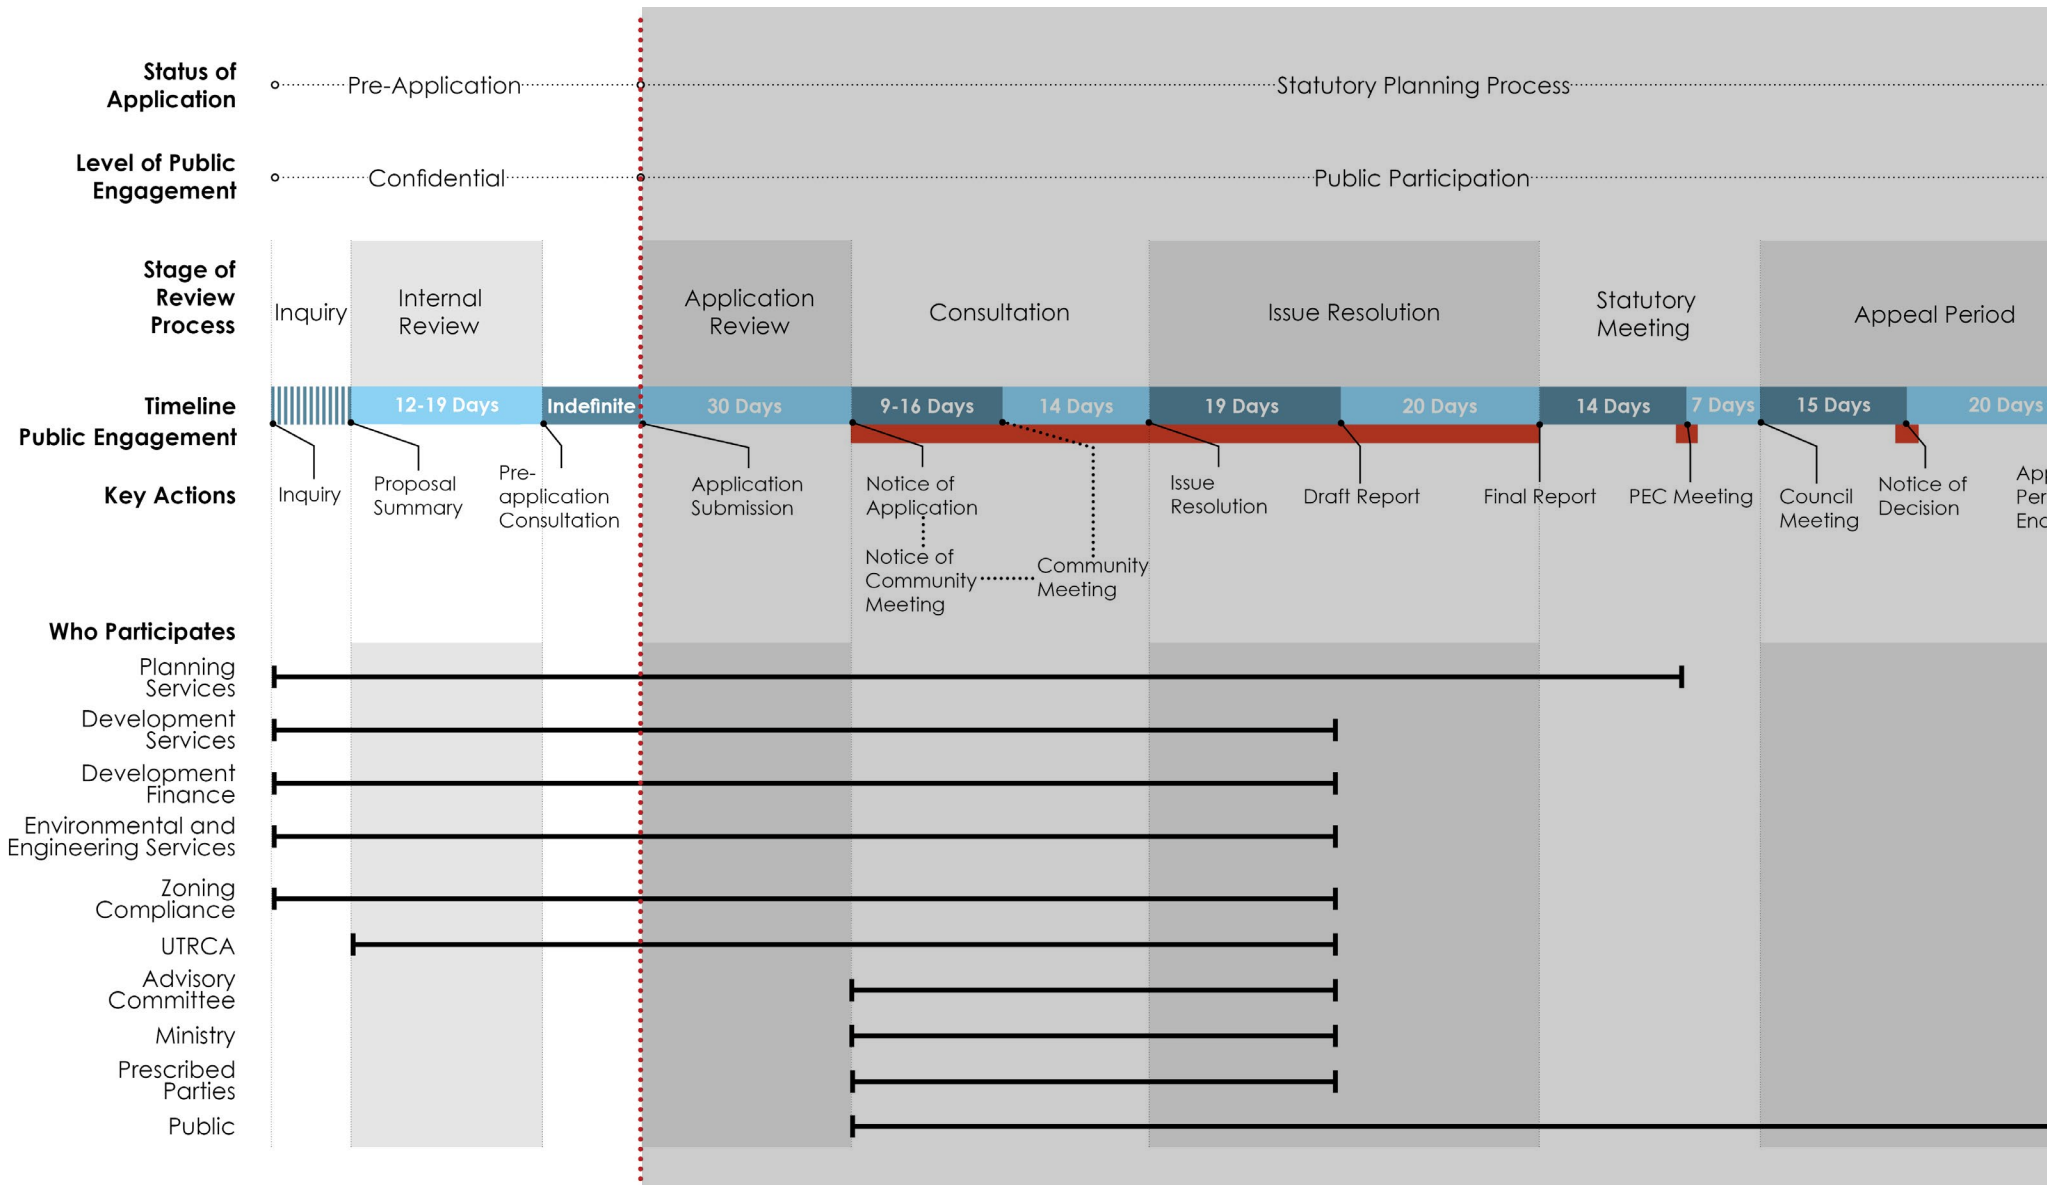 Status of
Application
Pre-Application
Statutory Planning Process
Level of Public
Engagement
Confidential
Public Participation
Stage of
Review
Process
Inquiry
Internal
Review
Application
Review
Consultation
Issue Resolution
Statutory
Meeting
Appeal Period
Timeline
12-19 Days
Indefinite
30 Days
9-16 Days
14 Days
19 Days
20 Days
14 Days
7 Days
15 Days
20 Days
Public Engagement
Key Actions
Inquiry
Proposal
Summary
Pre-
application
Consultation
Application
Submission
Notice of
Application
Notice of
Community
Meeting
Community
Meeting
Issue
Resolution
Draft Report
Final Report
PEC Meeting
Council
Meeting
Notice of
Decision
Who Participates
Planning
Services
Development
Services
Development
Finance
Environmental and
Engineering Services
Zoning
Compliance
UTRCA
Advisory
Committee
Ministry
Prescribed
Parties
Public